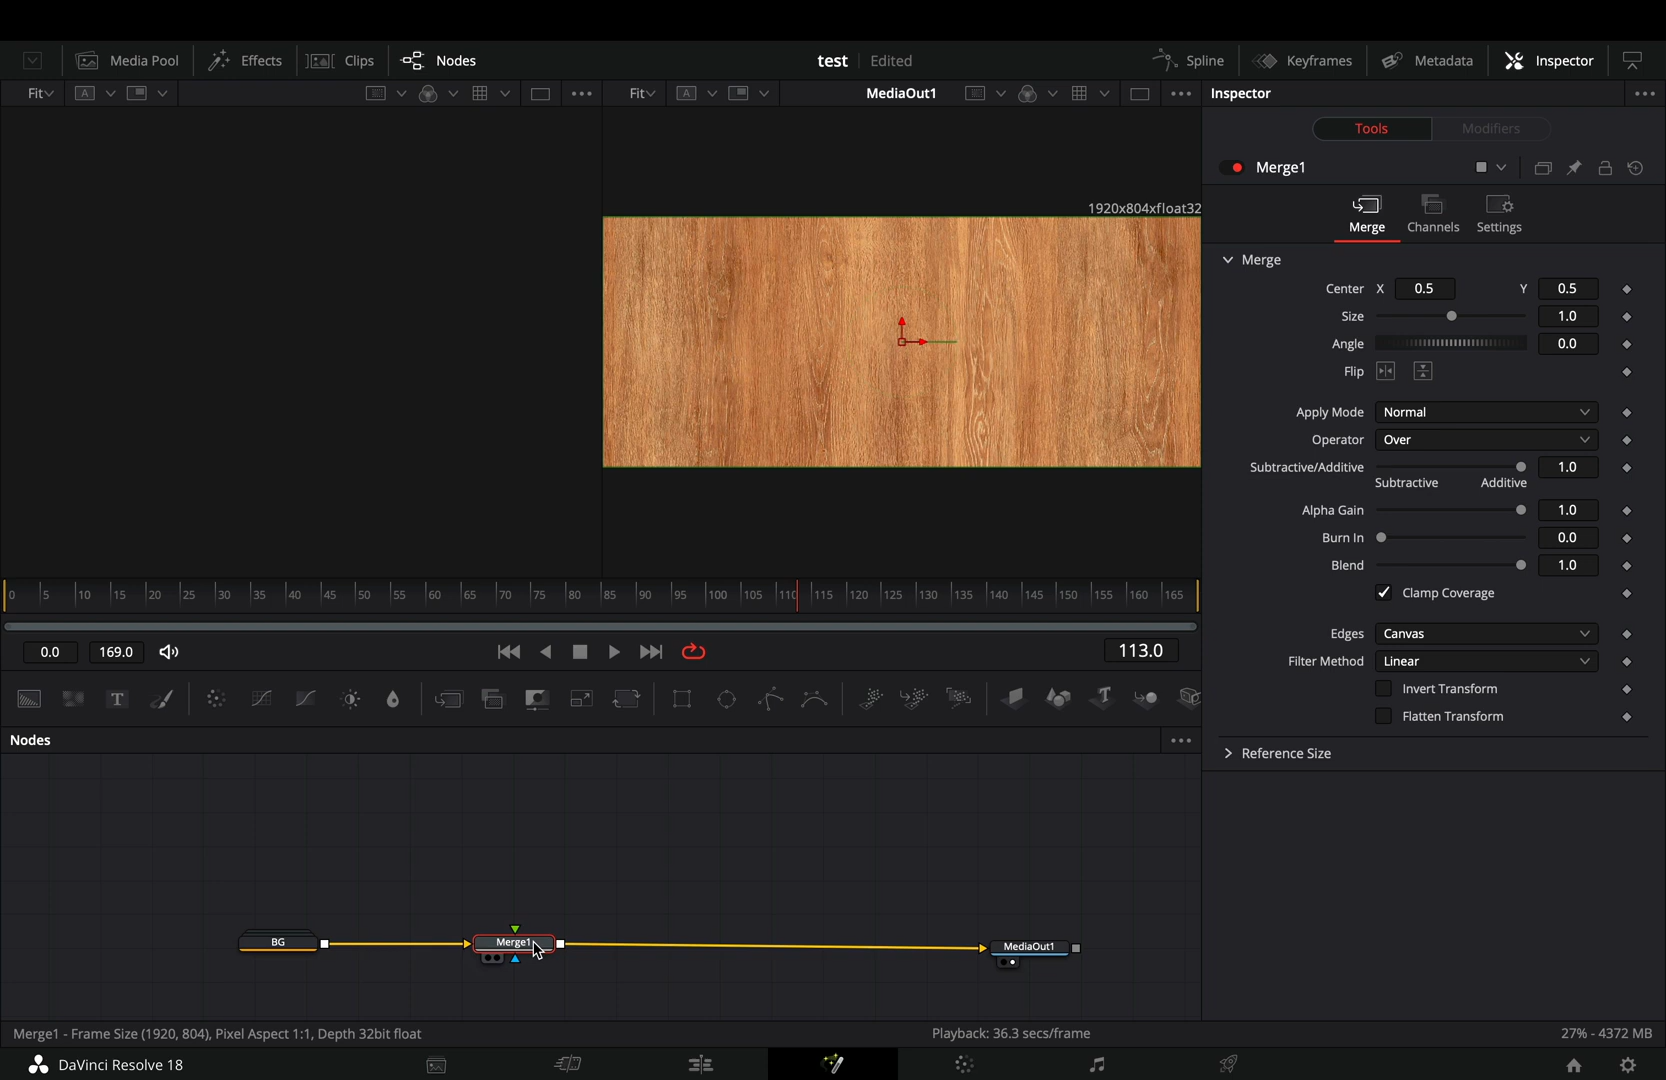 Media Pool Effects Clips Nodes test Edited Spline Keyframes Metadata Inspector
Fit A Fit A MediaOut1 Inspector
Tools Modifiers
Merge1
1920x804xfloat32
Merge Channels Settings
Merge
Center X 0.5 Y 0.5
Size 1.0
Angle 0.0
Flip
Apply Mode Normal
Operator Over
Subtractive/Additive 1.0
Subtractive Additive
Alpha Gain 1.0
Burn In 0.0
Blend 1.0
Clamp Coverage
Edges Canvas
Filter Method Linear
Invert Transform
Flatten Transform
Reference Size
0 5 10 15 20 25 30 35 40 45 50 55 60 65 70 75 80 85 90 95 100 105 110 115 120 125 130 135 140 145 150 155 160 165
0.0 169.0 113.0
T T
Nodes
BG Merge1 MediaOut1
Merge1 - Frame Size (1920, 804), Pixel Aspect 1:1, Depth 32bit float Playback: 36.3 secs/frame 27% - 4372 MB
DaVinci Resolve 18